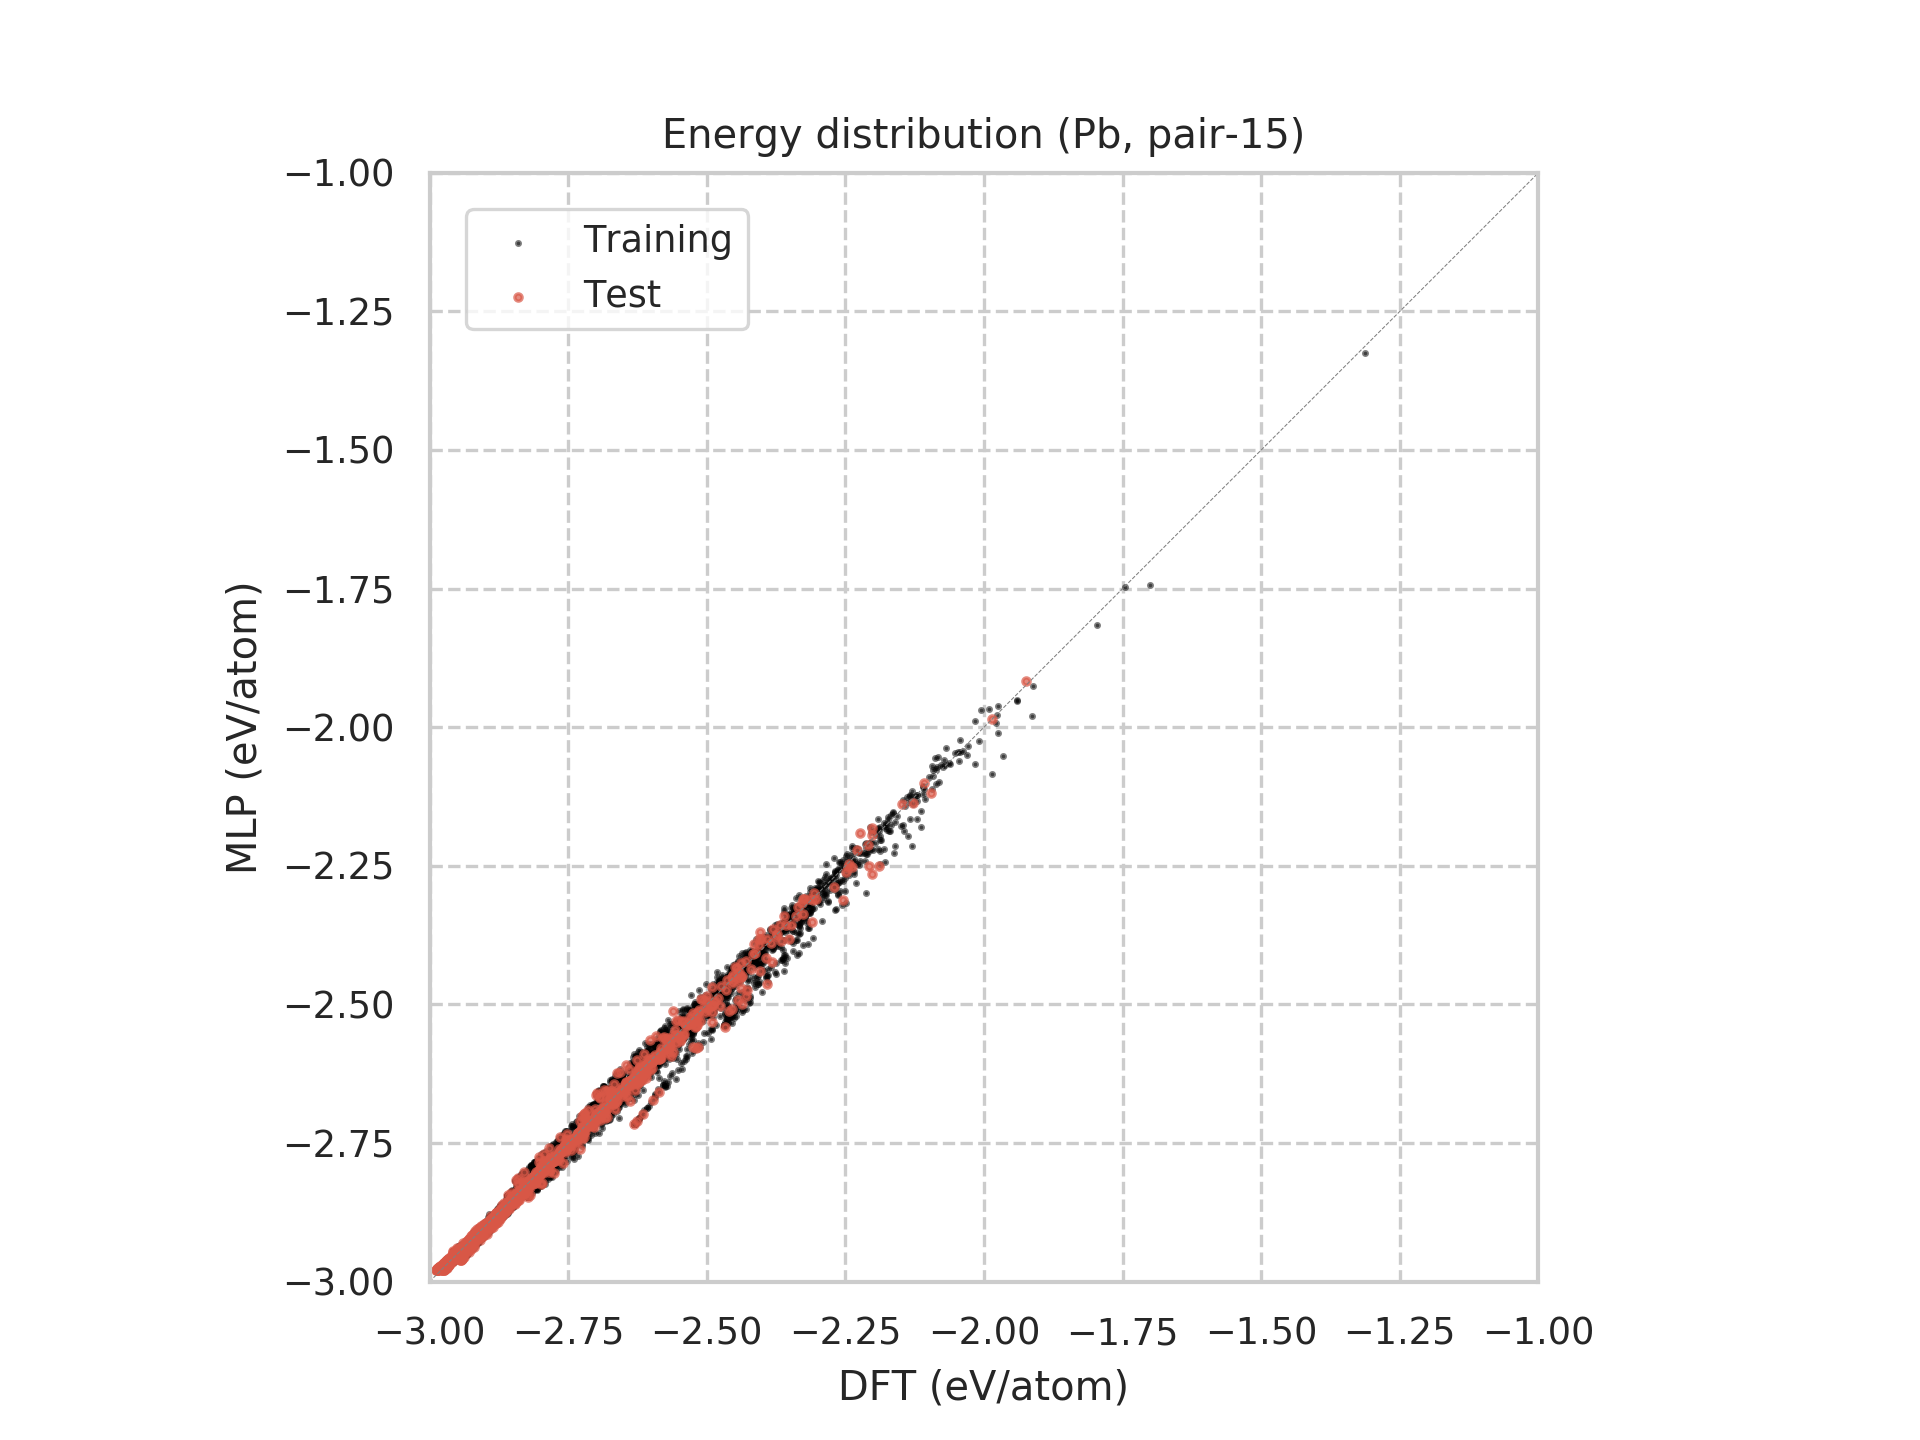 Energy distribution (Pb, pair-15)
−1.00
−1.25
−1.50
−1.75
−2.00
−2.25
−2.50
−2.75
−3.00
Training
Test
MLP (eV/atom)
−3.00 −2.75 −2.50 −2.25 −2.00 −1.75 −1.50 −1.25 −1.00
DFT (eV/atom)